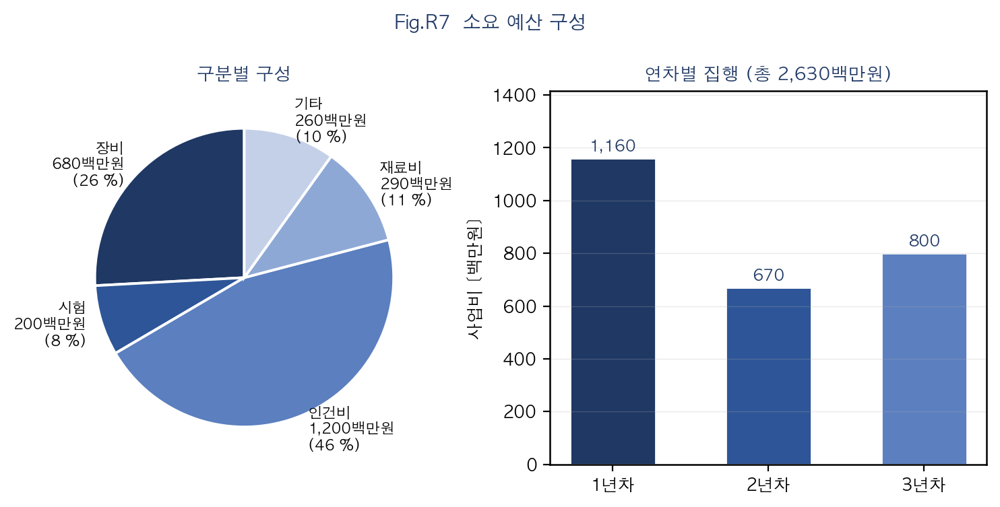 Fig.R7 소요 예산 구성
구분별 구성
기타
260백만원
(10 %)
재료비
290백만원
(11 %)
장비
680백만원
(26 %)
시험
200백만원
(8 %)
인건비
1,200백만원
(46 %)
연차별 집행 (총 2,630백만원)
사업비 [백만원]
1400
1200
1000
800
600
400
200
0
1,160
670
800
1년차
2년차
3년차